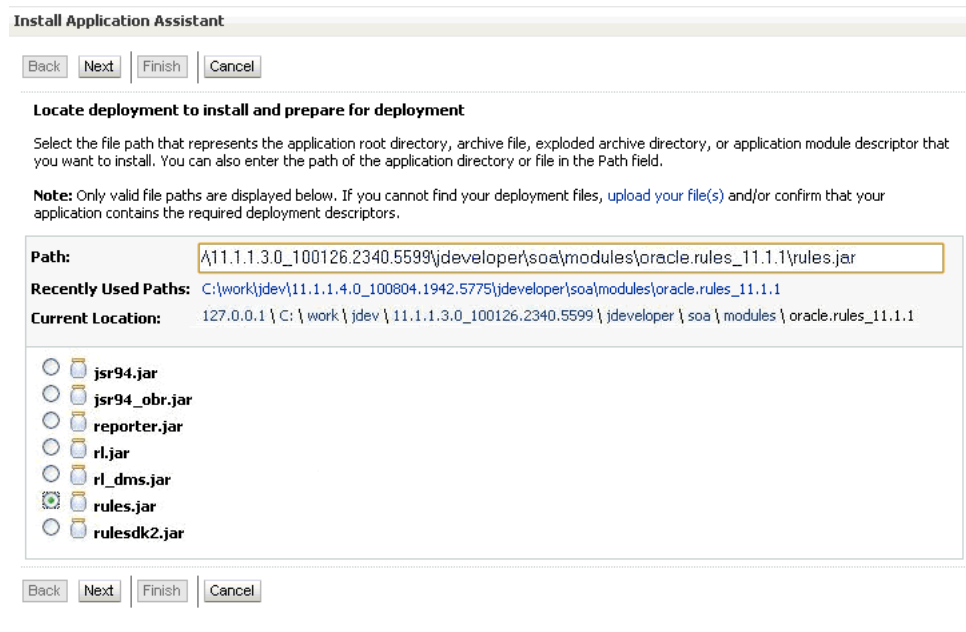 Install Application Assistant
Back Next Finish Cancel
Locate deployment to install and prepare for deployment
Select the file path that represents the application root directory, archive file, exploded archive directory, or application module descriptor that
you want to install. You can also enter the path of the application directory or file in the Path field.
Note: Only valid file paths are displayed below. If you cannot find your deployment files, upload your file(s) and/or confirm that your
application contains the required deployment descriptors.
Path: \11.1.1.3.0_100126.2340.5599\jdeveloper\soa\modules\oracle.rules_11.1.1\rules.jar
Recently Used Paths: C:\work\jdev\11.1.1.4.0_100804.1942.5775\jdeveloper\soa\modules\oracle.rules_11.1.1
Current Location: 127.0.0.1 \ C: \ work \ jdev \ 11.1.1.3.0_100126.2340.5599 \ jdeveloper \ soa \ modules \ oracle.rules_11.1.1
jsr94.jar
jsr94_obr.jar
reporter.jar
rl.jar
rl_dms.jar
rules.jar
rulesdk2.jar
Back Next Finish Cancel